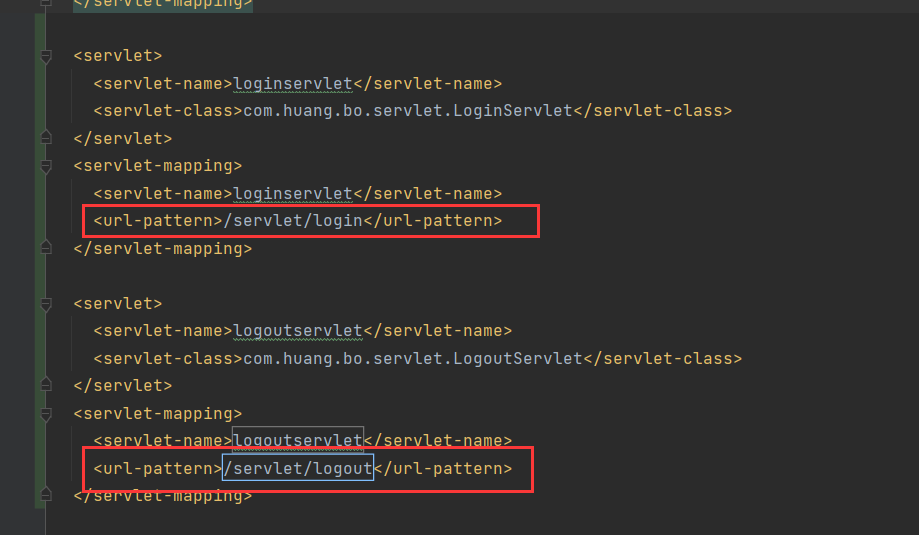 </servlet-mapping>
<servlet>
<servlet-name>loginservlet</servlet-name>
<servlet-class>com.huang.bo.servlet.LoginServlet</servlet-class>
</servlet>
<servlet-mapping>
<servlet-name>loginservlet</servlet-name>
<url-pattern>/servlet/login</url-pattern>
</servlet-mapping>
<servlet>
<servlet-name>logoutservlet</servlet-name>
<servlet-class>com.huang.bo.servlet.LogoutServlet</servlet-class>
</servlet>
<servlet-mapping>
<servlet-name>logoutservlet</servlet-name>
<url-pattern>/servlet/logout</url-pattern>
</servlet-mapping>